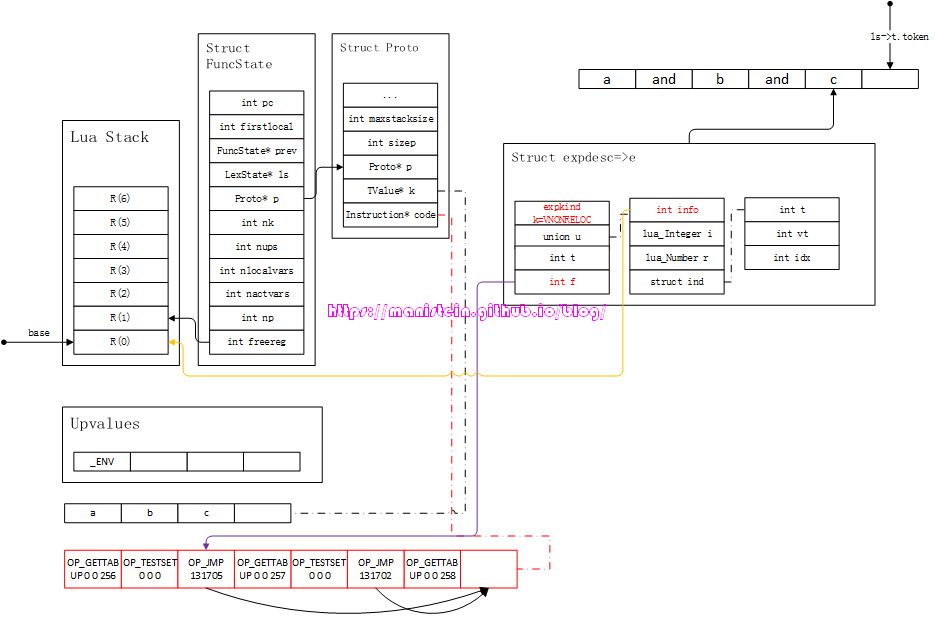 ls->t.token
a and b and c
Struct
FuncState
int pc
int firstlocal
FuncState* prev
LexState* ls
Proto* p
int nk
int nups
int nlocalvars
int nactvars
int np
int freereg
Struct Proto
...
int maxstacksize
int sizep
Proto* p
TValue* k
Instruction* code
Lua Stack
R(6)
R(5)
R(4)
R(3)
R(2)
R(1)
R(0)
base
Struct expdesc=>e
expkind
k=VNONRELOC
union u
int t
int f
int info
lua_Integer i
lua_Number r
struct ind
int t
int vt
int idx
https://manistein.github.io/blog/
Upvalues
_ENV
a b c
OP_GETTAB
UP 0 0 256
OP_TESTSET
0 0 0
OP_JMP
131705
OP_GETTAB
UP 0 0 257
OP_TESTSET
0 0 0
OP_JMP
131702
OP_GETTAB
UP 0 0 258